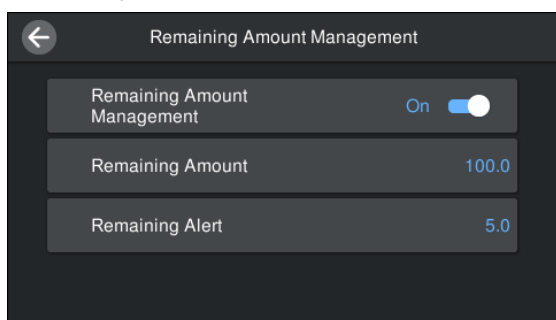 Remaining Amount Management
Remaining Amount
Management
On
Remaining Amount
100.0
Remaining Alert
5.0